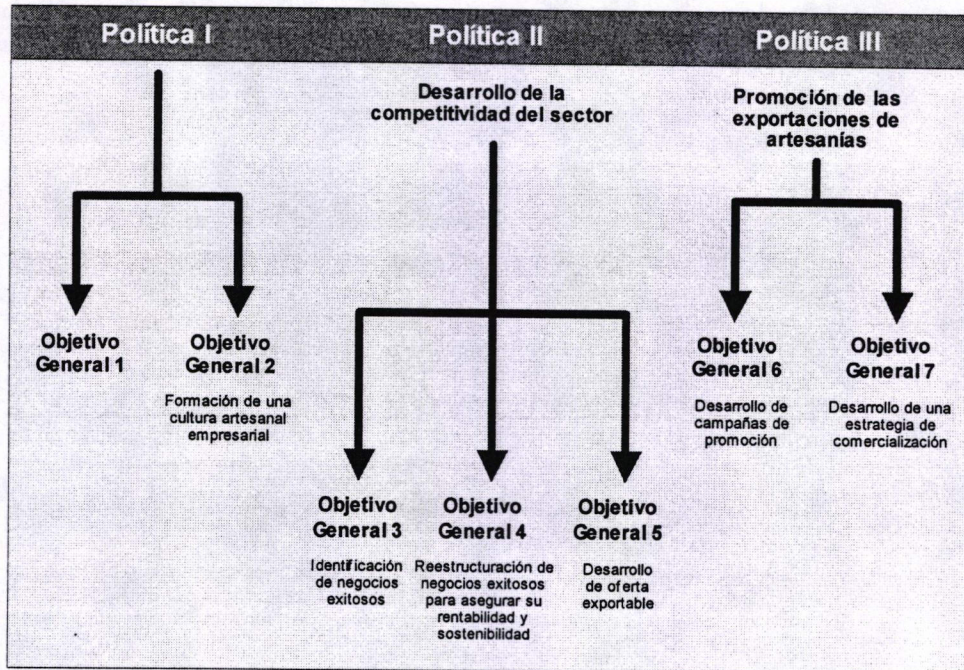 Política I
Política II
Política III
Desarrollo de la
competitividad del sector
Promoción de las
exportaciones de
artesanías
Objetivo
General 1
Objetivo
General 2
Formación de una
cultura artesanal
empresarial
Objetivo
General 3
Identificación
de negocios
exitosos
Objetivo
General 4
Reestructuración de
negocios exitosos
para asegurar su
rentabilidad y
sostenibilidad
Objetivo
General 5
Desarrollo
de oferta
exportable
Objetivo
General 6
Desarrollo de
campañas de
promoción
Objetivo
General 7
Desarrollo de una
estrategia de
comercialización